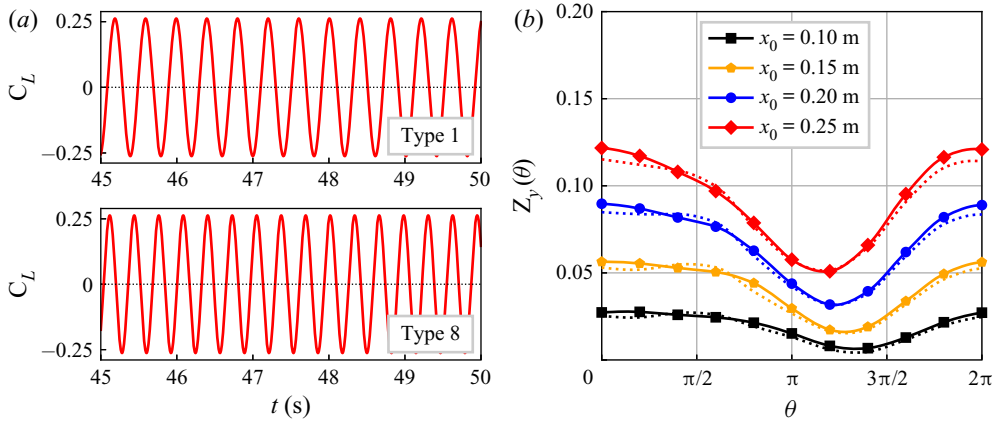 (a)
0.25
0
−0.25
C_L
Type 1
45 46 47 48 49 50
0.25
0
−0.25
C_L
Type 8
45 46 47 48 49 50
t (s)
(b)
0.20
0.15
0.10
0.05
Z_y(θ)
x_0 = 0.10 m
x_0 = 0.15 m
x_0 = 0.20 m
x_0 = 0.25 m
0 π/2 π 3π/2 2π
θ